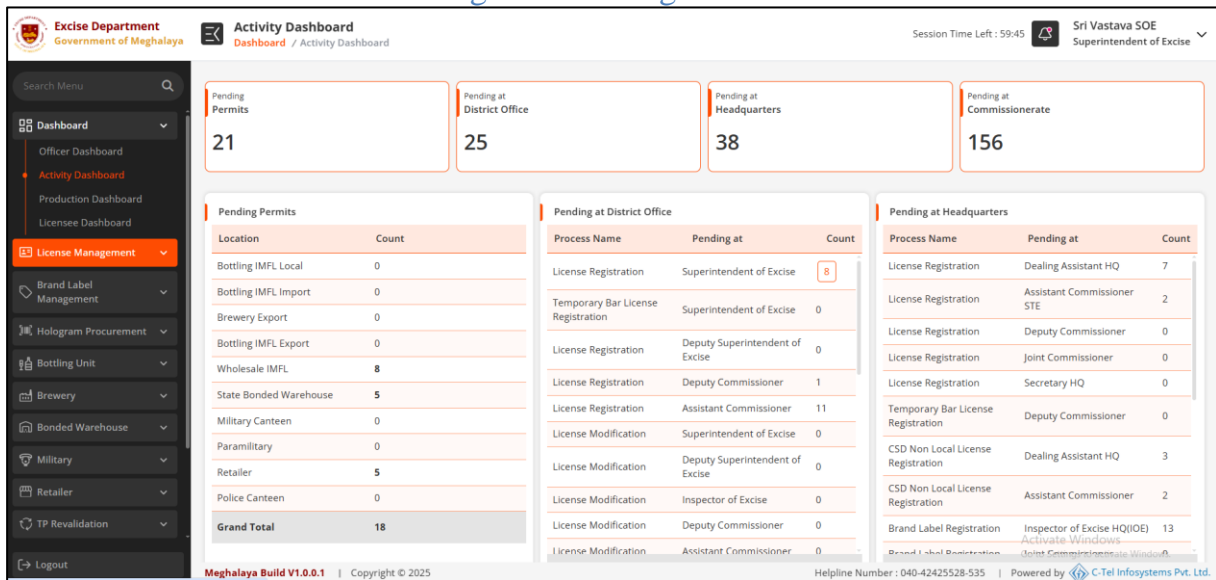 Excise Department
Government of Meghalaya
Activity Dashboard
Dashboard / Activity Dashboard
Session Time Left : 59:45
Sri Vastava SOE
Superintendent of Excise
Search Menu
Dashboard
Officer Dashboard
Activity Dashboard
Production Dashboard
Licensee Dashboard
License Management
Brand Label
Management
Hologram Procurement
Bottling Unit
Brewery
Bonded Warehouse
Military
Retailer
TP Revalidation
Logout
Pending
Permits
21
Pending at
District Office
25
Pending at
Headquarters
38
Pending at
Commissionerate
156
Pending Permits
Location Count
Bottling IMFL Local 0
Bottling IMFL Import 0
Brewery Export 0
Bottling IMFL Export 0
Wholesale IMFL 8
State Bonded Warehouse 5
Military Canteen 0
Paramilitary 0
Retailer 5
Police Canteen 0
Grand Total 18
Pending at District Office
Process Name Pending at Count
License Registration Superintendent of Excise 8
Temporary Bar License
Registration Superintendent of Excise 0
License Registration Deputy Superintendent of
Excise 0
License Registration Deputy Commissioner 1
License Registration Assistant Commissioner 11
License Modification Superintendent of Excise 0
License Modification Deputy Superintendent of
Excise 0
License Modification Inspector of Excise 0
License Modification Deputy Commissioner 0
License Modification Assistant Commissioner 0
Pending at Headquarters
Process Name Pending at Count
License Registration Dealing Assistant HQ 7
License Registration Assistant Commissioner
STE 2
License Registration Deputy Commissioner 0
License Registration Joint Commissioner 0
License Registration Secretary HQ 0
Temporary Bar License
Registration Deputy Commissioner 0
CSD Non Local License
Registration Dealing Assistant HQ 3
CSD Non Local License
Registration Assistant Commissioner 2
Brand Label Registration Inspector of Excise HQ(IOE) 13
Activate Windows
Brand Label Registration Joint Commissioner
Meghalaya Build V1.0.0.1 | Copyright © 2025
Helpline Number : 040-42425528-535 | Powered by C-Tel Infosystems Pvt. Ltd.